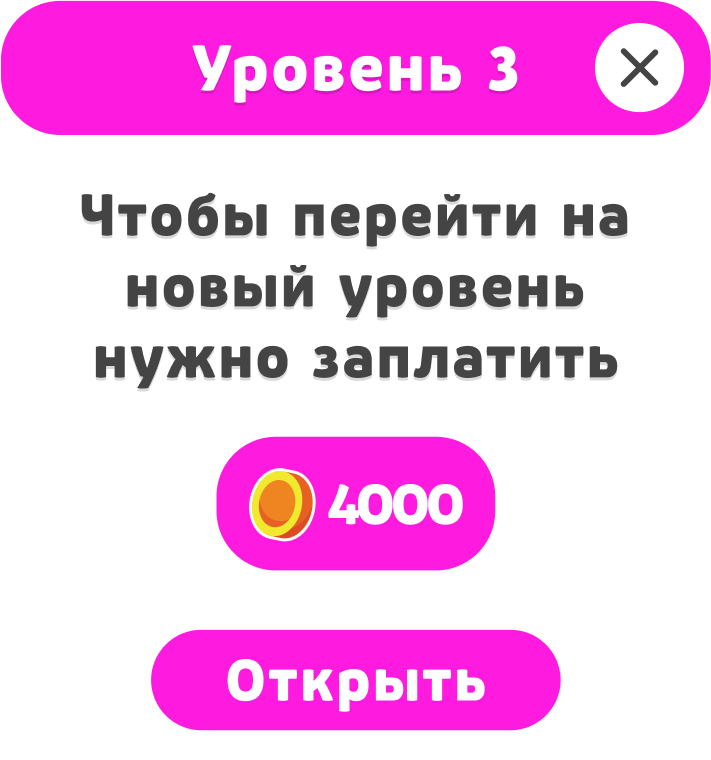 Уровень 3
Чтобы перейти на
новый уровень
нужно заплатить
4000
Открыть